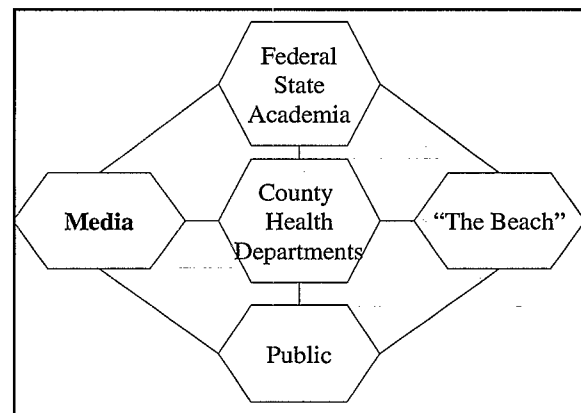 Federal
State
Academia
Media
County
Health
Departments
“The Beach”
Public